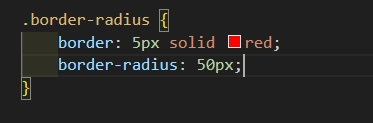 .border-radius {
border: 5px solid red;
border-radius: 50px;
}